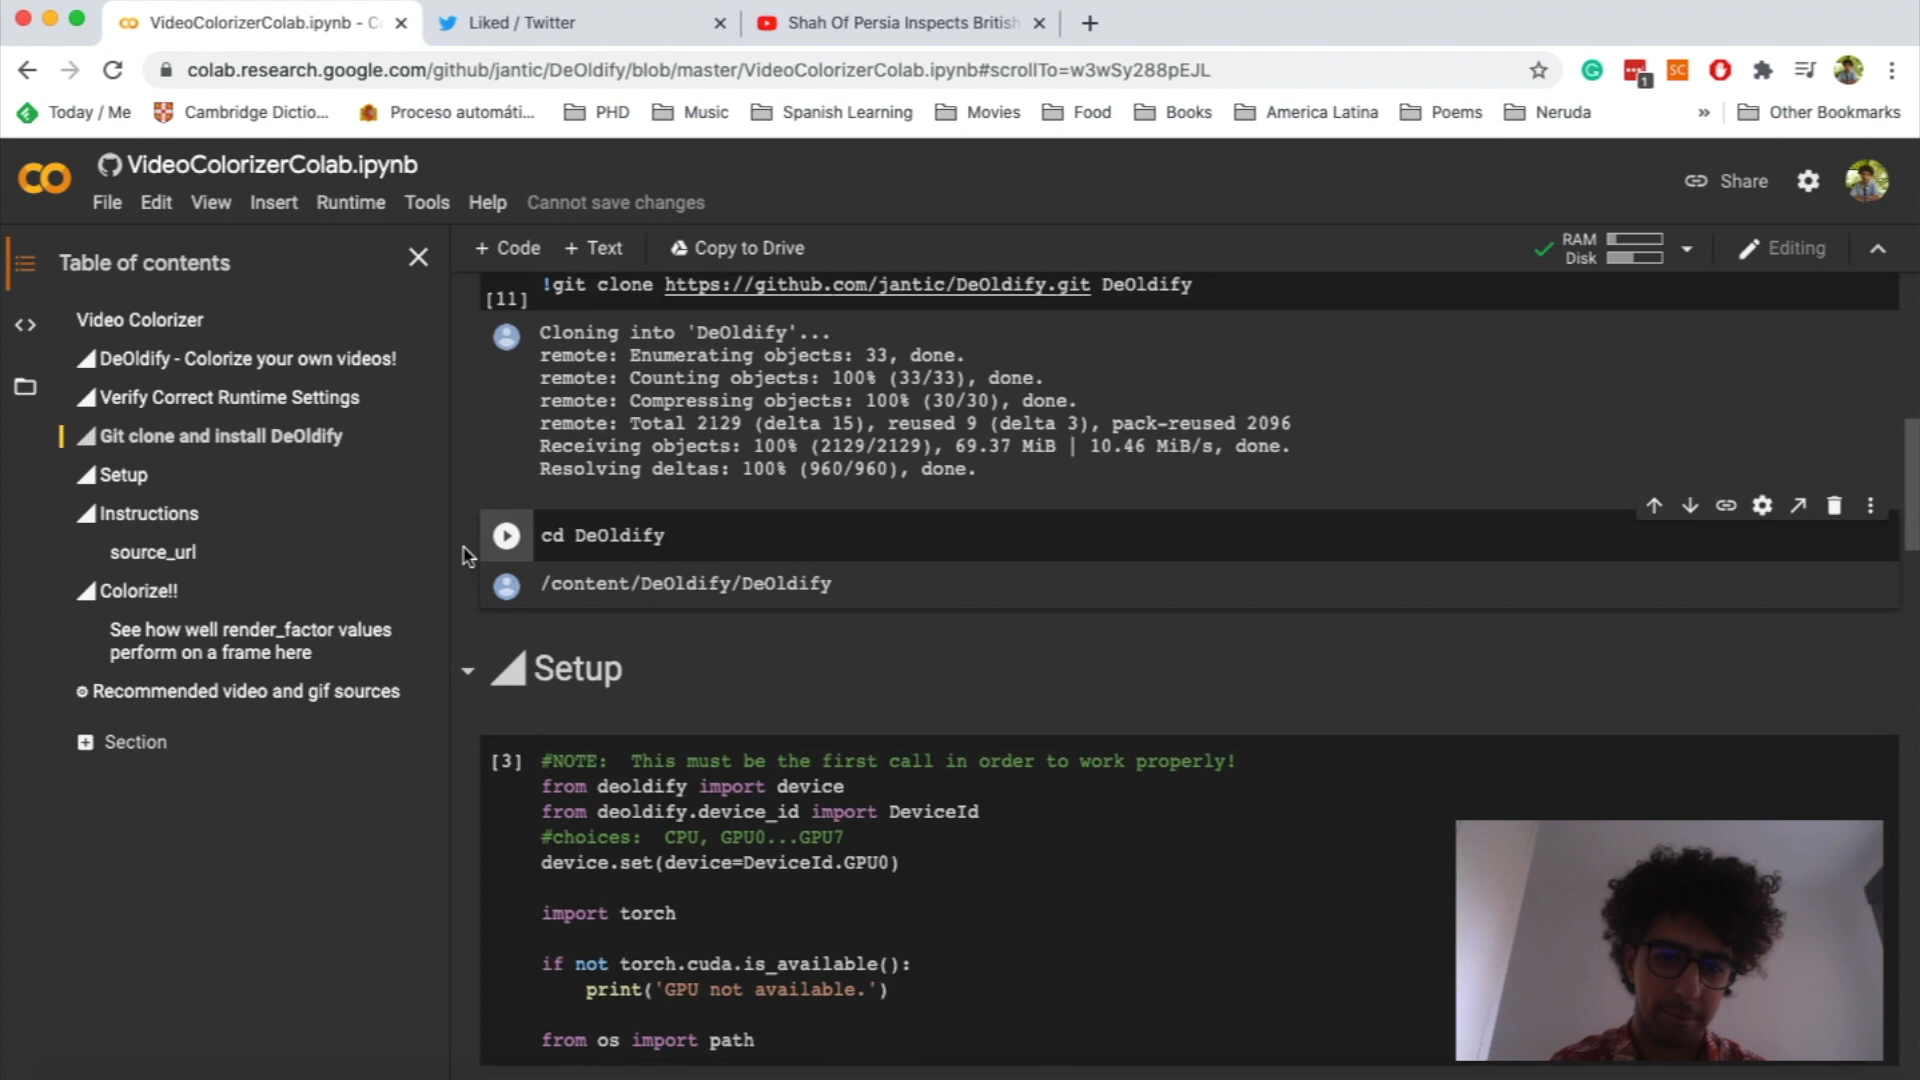 VideoColorizerColab.ipynb - C
Liked / Twitter
Shah Of Persia Inspects British
colab.research.google.com/github/jantic/DeOldify/blob/master/VideoColorizerColab.ipynb#scrollTo=w3wSy288pEJL
1
SC
Today / Me
Cambridge Dictio...
Proceso automáti...
PHD
Music
Spanish Learning
Movies
Food
Books
America Latina
Poems
Neruda
»
Other Bookmarks
VideoColorizerColab.ipynb
File Edit View Insert Runtime Tools Help Cannot save changes
Share
Table of contents
+ Code + Text Copy to Drive
RAM
Disk
Editing
Video Colorizer
DeOldify - Colorize your own videos!
Verify Correct Runtime Settings
Git clone and install DeOldify
Setup
Instructions
source_url
Colorize!!
See how well render_factor values
perform on a frame here
Recommended video and gif sources
Section
[11] !git clone https://github.com/jantic/DeOldify.git DeOldify
Cloning into 'DeOldify'...
remote: Enumerating objects: 33, done.
remote: Counting objects: 100% (33/33), done.
remote: Compressing objects: 100% (30/30), done.
remote: Total 2129 (delta 15), reused 9 (delta 3), pack-reused 2096
Receiving objects: 100% (2129/2129), 69.37 MiB | 10.46 MiB/s, done.
Resolving deltas: 100% (960/960), done.
cd DeOldify
/content/DeOldify/DeOldify
Setup
[3] #NOTE:  This must be the first call in order to work properly!
from deoldify import device
from deoldify.device_id import DeviceId
#choices:  CPU, GPU0...GPU7
device.set(device=DeviceId.GPU0)
import torch
if not torch.cuda.is_available():
print('GPU not available.')
from os import path